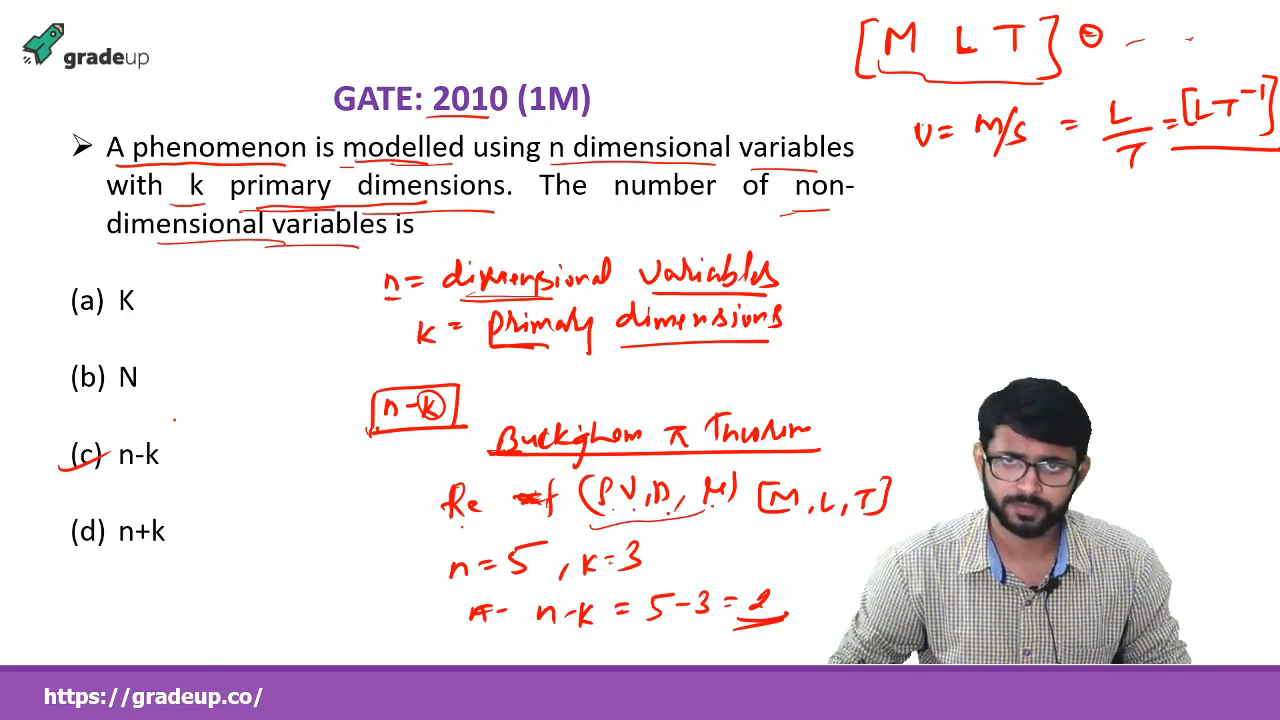 gradeup
[M L T] θ - -
GATE: 2010 (1M)
v = m/s = L/T = [LT⁻¹]
➢ A phenomenon is modelled using n dimensional variables
with k primary dimensions. The number of non-
dimensional variables is
n = dimensional variables
(a) K
k = primary dimensions
(b) N
n-k
Buckighom π Theorem
(c) n-k
Re f (ρ V, D, μ) [M, L, T]
(d) n+k
n = 5, k = 3
n-k = 5-3 = 2
https://gradeup.co/